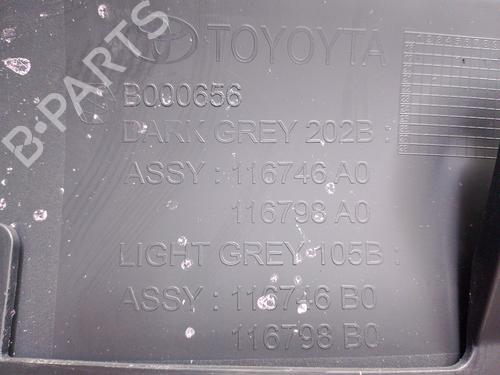 TOYOYTA
B000656
DARK GREY 202B :
ASSY : 116746 A0
116798 A0
LIGHT GREY 105B :
ASSY : 116746 B0
116798 B0
B-PARTS